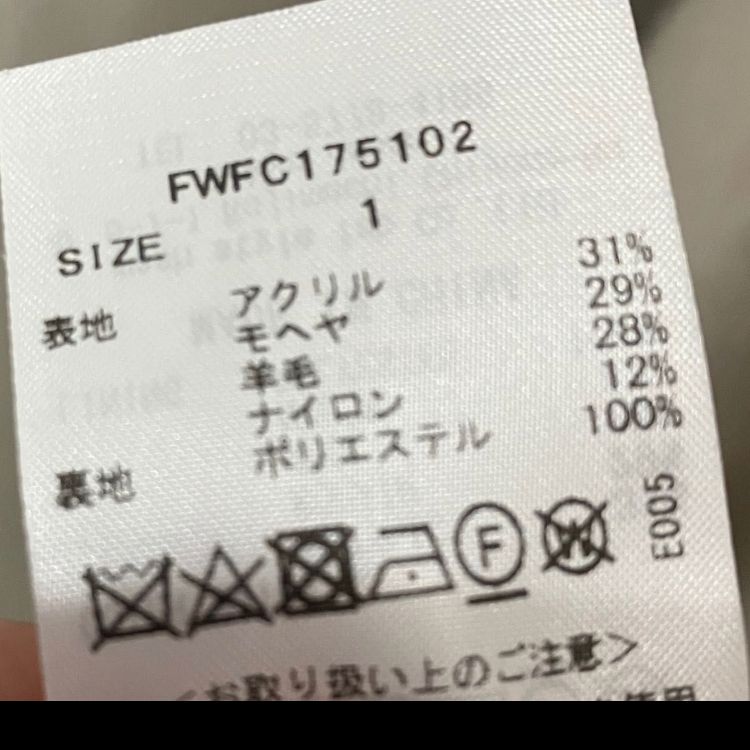 FWFC175102
SIZE 1
表地 アクリル 31%
モヘヤ 29%
羊毛 28%
ナイロン 12%
裏地 ポリエステル 100%
F W E005
<お取り扱い上のご注意>
使用